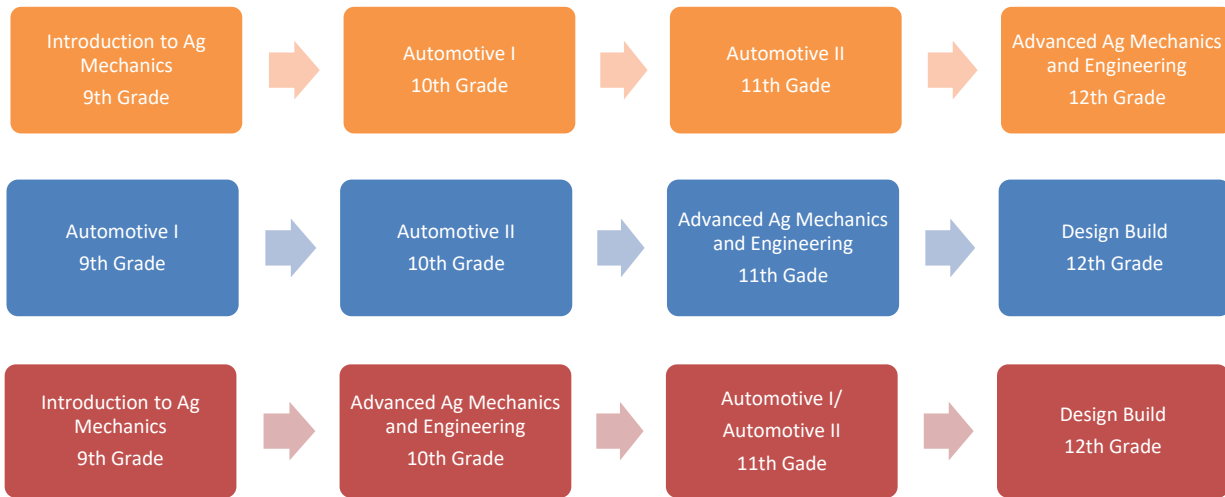 Introduction to Ag
Mechanics
9th Grade
Automotive I
10th Grade
Automotive II
11th Gade
Advanced Ag Mechanics
and Engineering
12th Grade
Automotive I
9th Grade
Automotive II
10th Grade
Advanced Ag Mechanics
and Engineering
11th Gade
Design Build
12th Grade
Introduction to Ag
Mechanics
9th Grade
Advanced Ag Mechanics
and Engineering
10th Grade
Automotive I/
Automotive II
11th Gade
Design Build
12th Grade